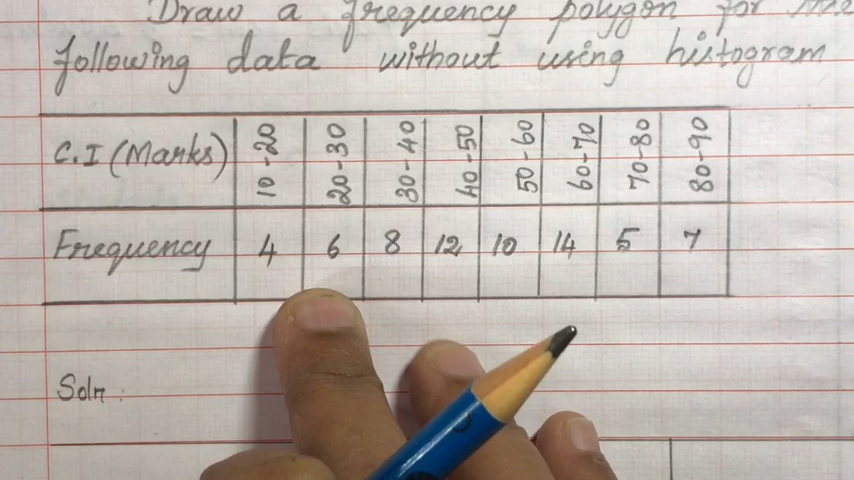 Draw a frequency polygon for the
following data without using histogram
C.I (Marks) 10-20 20-30 30-40 40-50 50-60 60-70 70-80 80-90
Frequency 4 6 8 12 10 14 5 7
Soln: